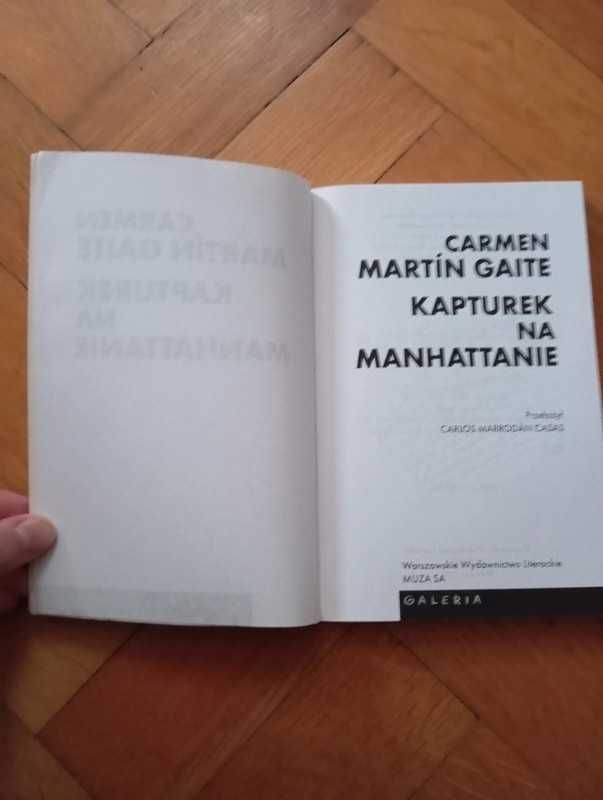 CARMEN
MARTÍN GAITE
KAPTUREK
NA
MANHATTANIE
Przełożył
CARLOS MARRODÁN CASAS
Warszawskie Wydawnictwo Literackie
MUZA SA
GALERIA